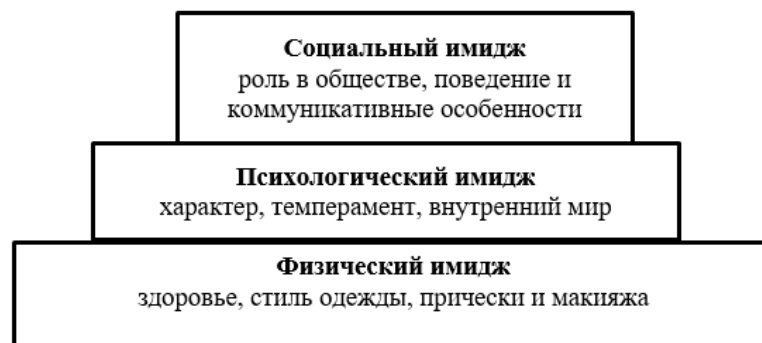 Социальный имидж
роль в обществе, поведение и
коммуникативные особенности
Психологический имидж
характер, темперамент, внутренний мир
Физический имидж
здоровье, стиль одежды, прически и макияжа